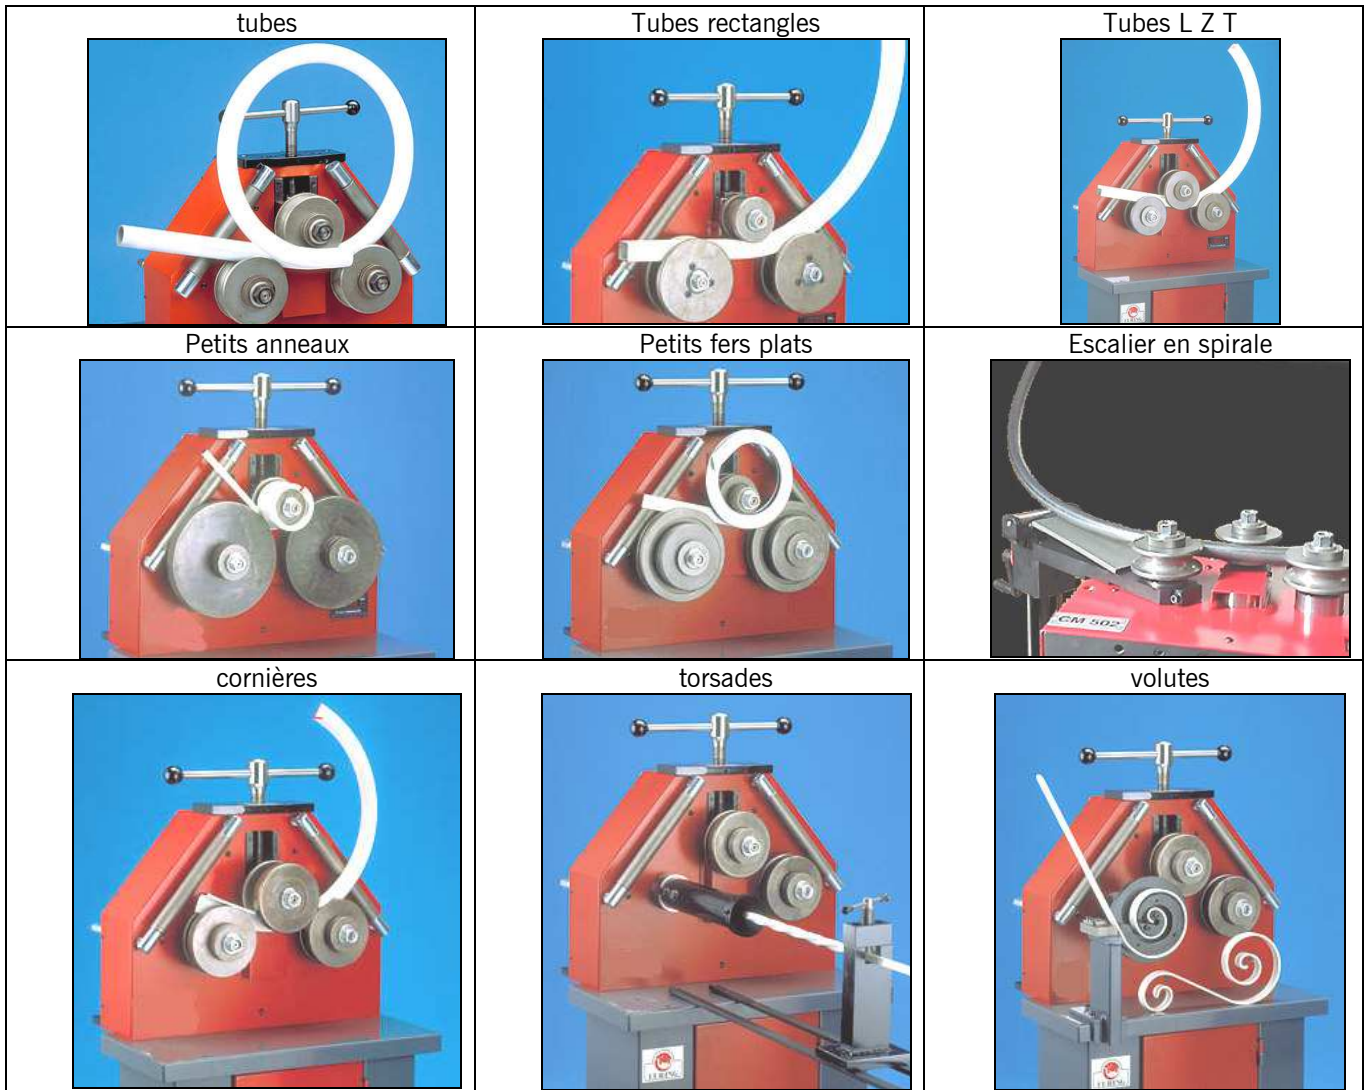 tubes
Tubes rectangles
Tubes L Z T
Petits anneaux
Petits fers plats
Escalier en spirale
CM 502
cornières
torsades
volutes